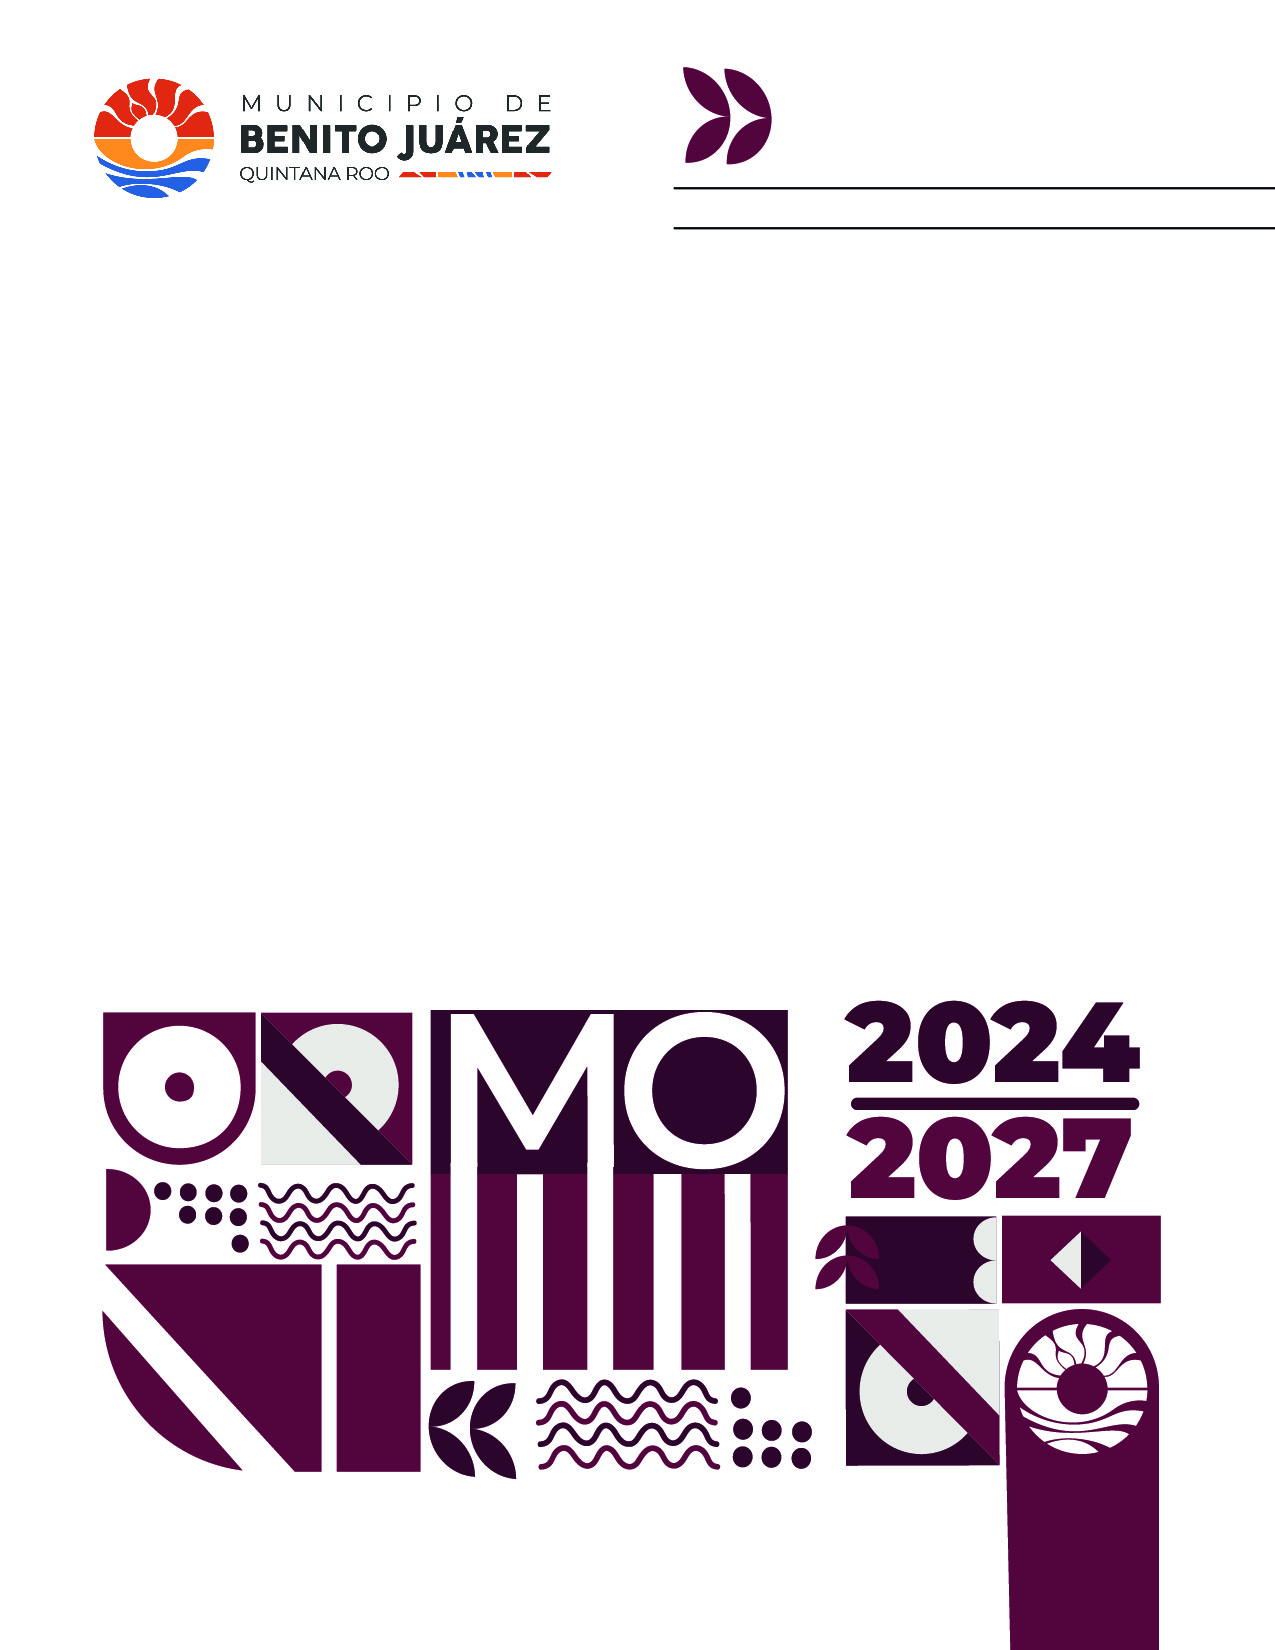 MUNICIPIO DE
BENITO JUÁREZ
QUINTANA ROO
MO
2024
2027